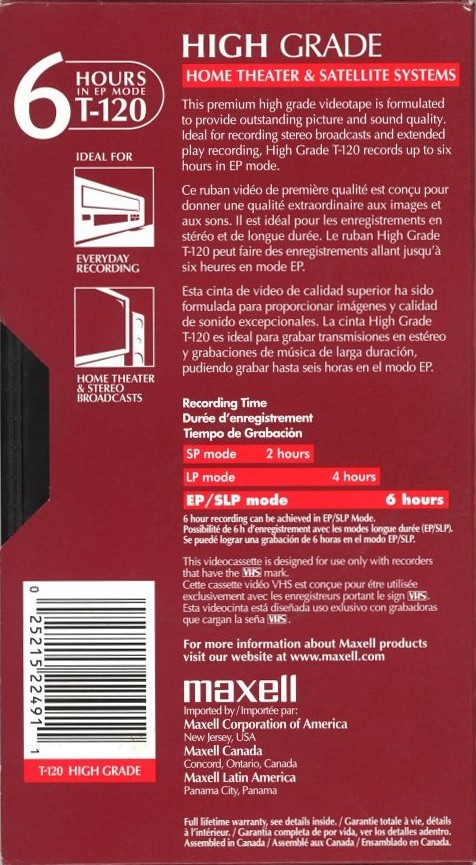 6 HOURS
IN EP MODE
T-120
IDEAL FOR
EVERYDAY
RECORDING
HOME THEATER
& STEREO
BROADCASTS
HIGH GRADE
HOME THEATER & SATELLITE SYSTEMS
This premium high grade videotape is formulated
to provide outstanding picture and sound quality.
Ideal for recording stereo broadcasts and extended
play recording, High Grade T-120 records up to six
hours in EP mode.
Ce ruban vidéo de première qualité est conçu pour
donner une qualité extraordinaire aux images et
aux sons. Il est idéal pour les enregistrements en
stéréo et de longue durée. Le ruban High Grade
T-120 peut faire des enregistrements allant jusqu'à
six heures en mode EP.
Esta cinta de video de calidad superior ha sido
formulada para proporcionar imágenes y calidad
de sonido excepcionales. La cinta High Grade
T-120 es ideal para grabar transmisiones en estéreo
y grabaciones de música de larga duración,
pudiendo grabar hasta seis horas en el modo EP.
Recording Time
Durée d'enregistrement
Tiempo de Grabación
SP mode 2 hours
LP mode 4 hours
EP/SLP mode 6 hours
6 hour recording can be achieved in EP/SLP Mode.
Possibilité de 6 h d'enregistrement avec les modes longue durée (EP/SLP).
Se puedé lograr una grabación de 6 horas en el modo EP/SLP.
This videocassette is designed for use only with recorders
that have the VHS mark.
Cette cassette vidéo VHS est conçue pour étre utilisée
exclusivement avec les enregistreurs portant le sign VHS.
Esta videocinta está diseñada uso exlusivo con grabadoras
que cargan la seña VHS.
For more information about Maxell products
visit our website at www.maxell.com
maxell
Imported by / Importée par:
Maxell Corporation of America
New Jersey, USA
Maxell Canada
Concord, Ontario, Canada
Maxell Latin America
Panama City, Panama
Full lifetime warranty, see details inside. / Garantie totale à vie, détails
à l'intérieur. / Garantia completa de por vida, ver los detalles adentro.
Assembled in Canada / Assemblé aux Canada / Ensamblado en Canada.
0 25215 22491 1
T-120 HIGH GRADE